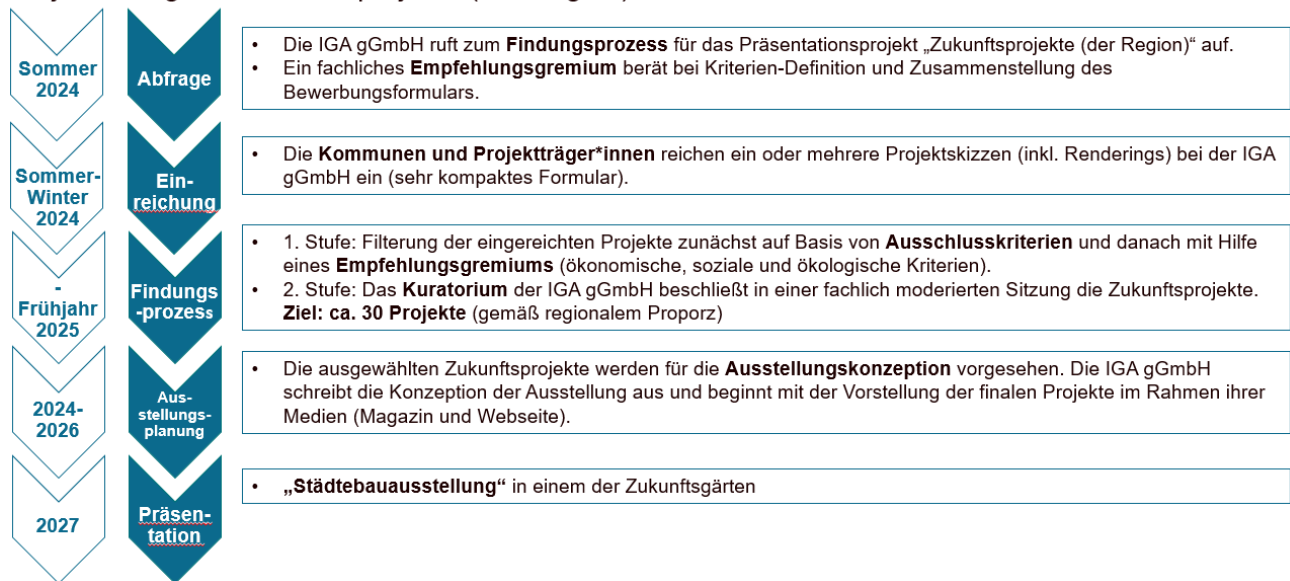 Sommer
2024
Abfrage
• Die IGA gGmbH ruft zum Findungsprozess für das Präsentationsprojekt „Zukunftsprojekte (der Region)“ auf.
• Ein fachliches Empfehlungsgremium berät bei Kriterien-Definition und Zusammenstellung des
Bewerbungsformulars.
Sommer-
Winter
2024
Ein-
reichung
• Die Kommunen und Projektträger*innen reichen ein oder mehrere Projektskizzen (inkl. Renderings) bei der IGA
gGmbH ein (sehr kompaktes Formular).
-
Frühjahr
2025
Findungs
-prozess
• 1. Stufe: Filterung der eingereichten Projekte zunächst auf Basis von Ausschlusskriterien und danach mit Hilfe
eines Empfehlungsgremiums (ökonomische, soziale und ökologische Kriterien).
• 2. Stufe: Das Kuratorium der IGA gGmbH beschließt in einer fachlich moderierten Sitzung die Zukunftsprojekte.
Ziel: ca. 30 Projekte (gemäß regionalem Proporz)
2024-
2026
Aus-
stellungs-
planung
• Die ausgewählten Zukunftsprojekte werden für die Ausstellungskonzeption vorgesehen. Die IGA gGmbH
schreibt die Konzeption der Ausstellung aus und beginnt mit der Vorstellung der finalen Projekte im Rahmen ihrer
Medien (Magazin und Webseite).
2027
Präsen-
tation
• „Städtebauausstellung“ in einem der Zukunftsgärten